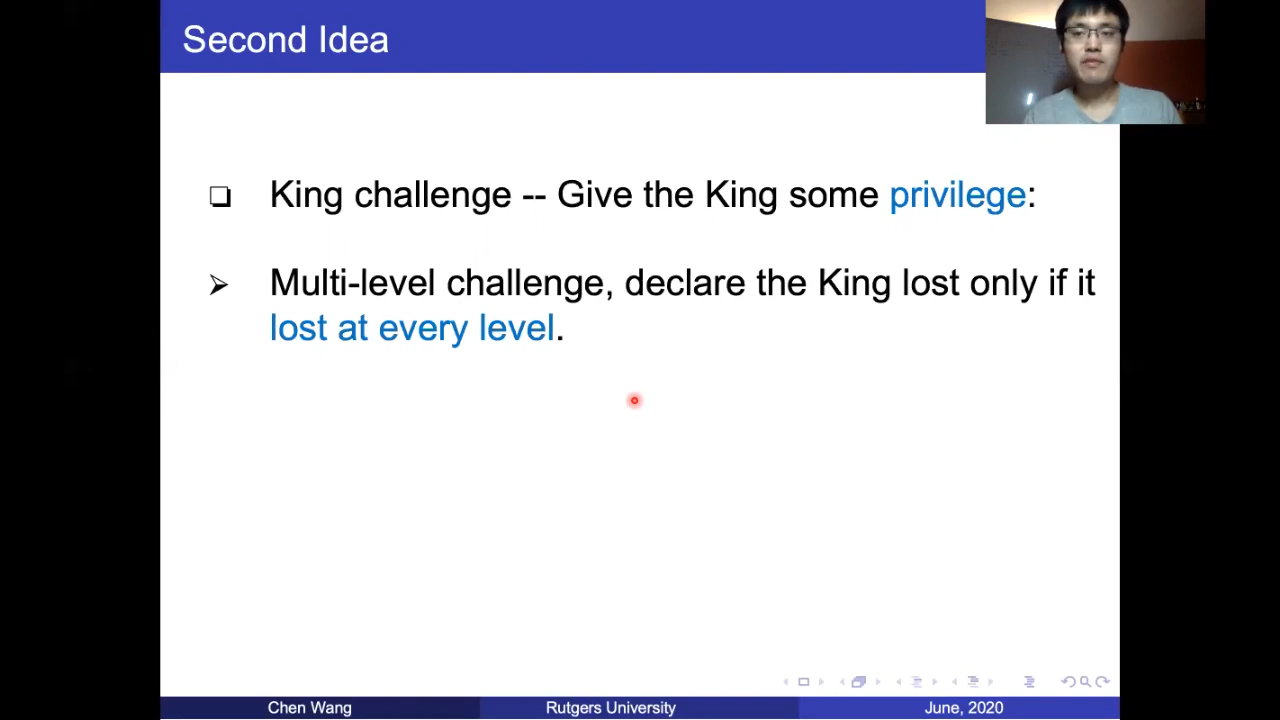 Second Idea
King challenge -- Give the King some privilege:
Multi-level challenge, declare the King lost only if it
lost at every level.
Chen Wang
Rutgers University
June, 2020